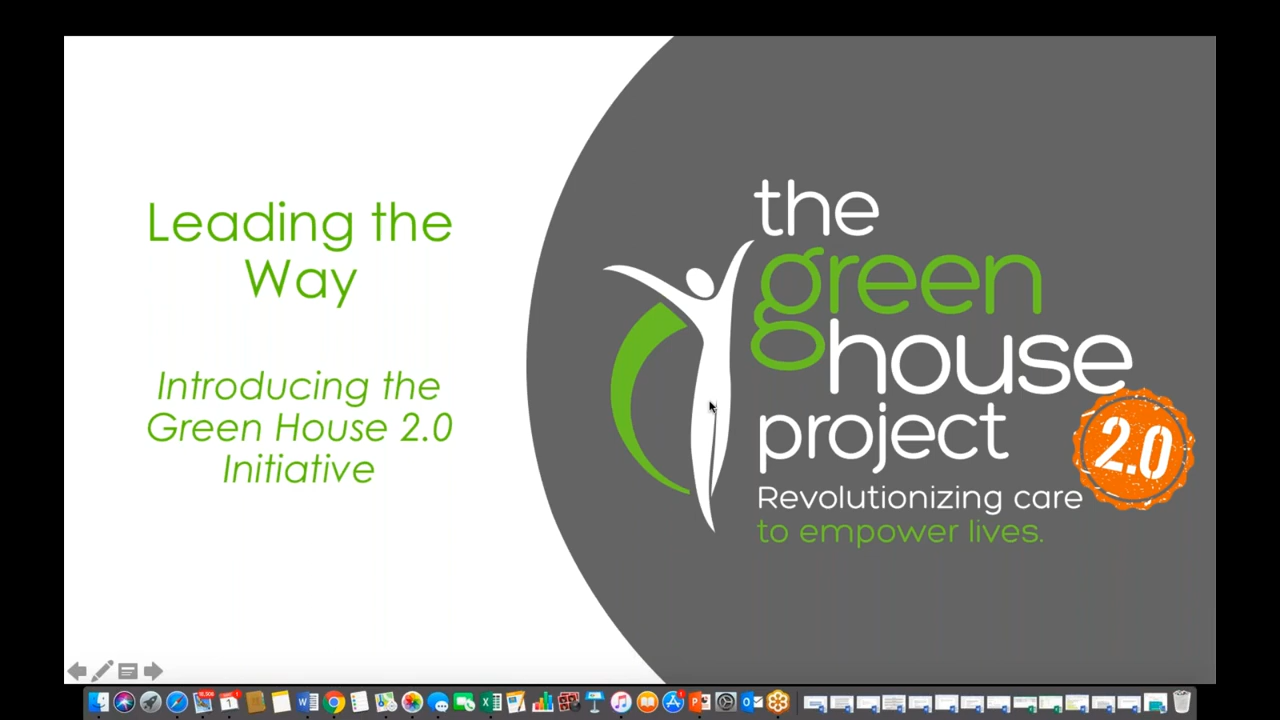 Leading the
Way
Introducing the
Green House 2.0
Initiative
the
green
house
project
2.0
Revolutionizing care
to empower lives.